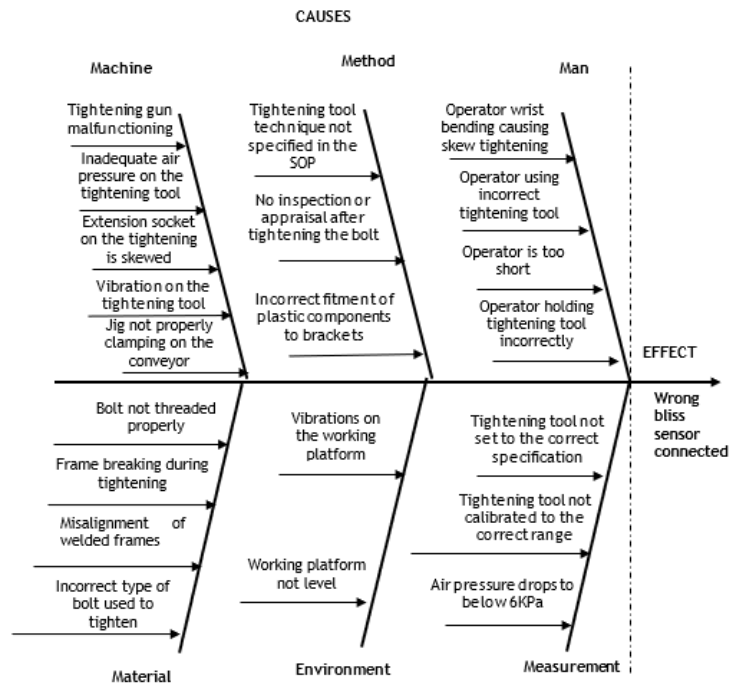 CAUSES
Machine
Method
Man
Tightening gun
malfunctioning
Inadequate air
pressure on the
tightening tool
Extension socket
on the tightening
is skewed
Vibration on the
tightening tool
Jig not properly
clamping on the
conveyor
Tightening tool
technique not
specified in the
SOP
No inspection or
appraisal after
tightening the bolt
Incorrect fitment of
plastic components
to brackets
Operator wrist
bending causing
skew tightening
Operator using
incorrect
tightening tool
Operator is too
short
Operator holding
tightening tool
incorrectly
EFFECT
Wrong
bliss
sensor
connected
Bolt not threaded
properly
Frame breaking during
tightening
Misalignment of
welded frames
Incorrect type of
bolt used to
tighten
Vibrations on
the working
platform
Working platform
not level
Tightening tool not
set to the correct
specification
Tightening tool not
calibrated to the
correct range
Air pressure drops to
below 6KPa
Material
Environment
Measurement